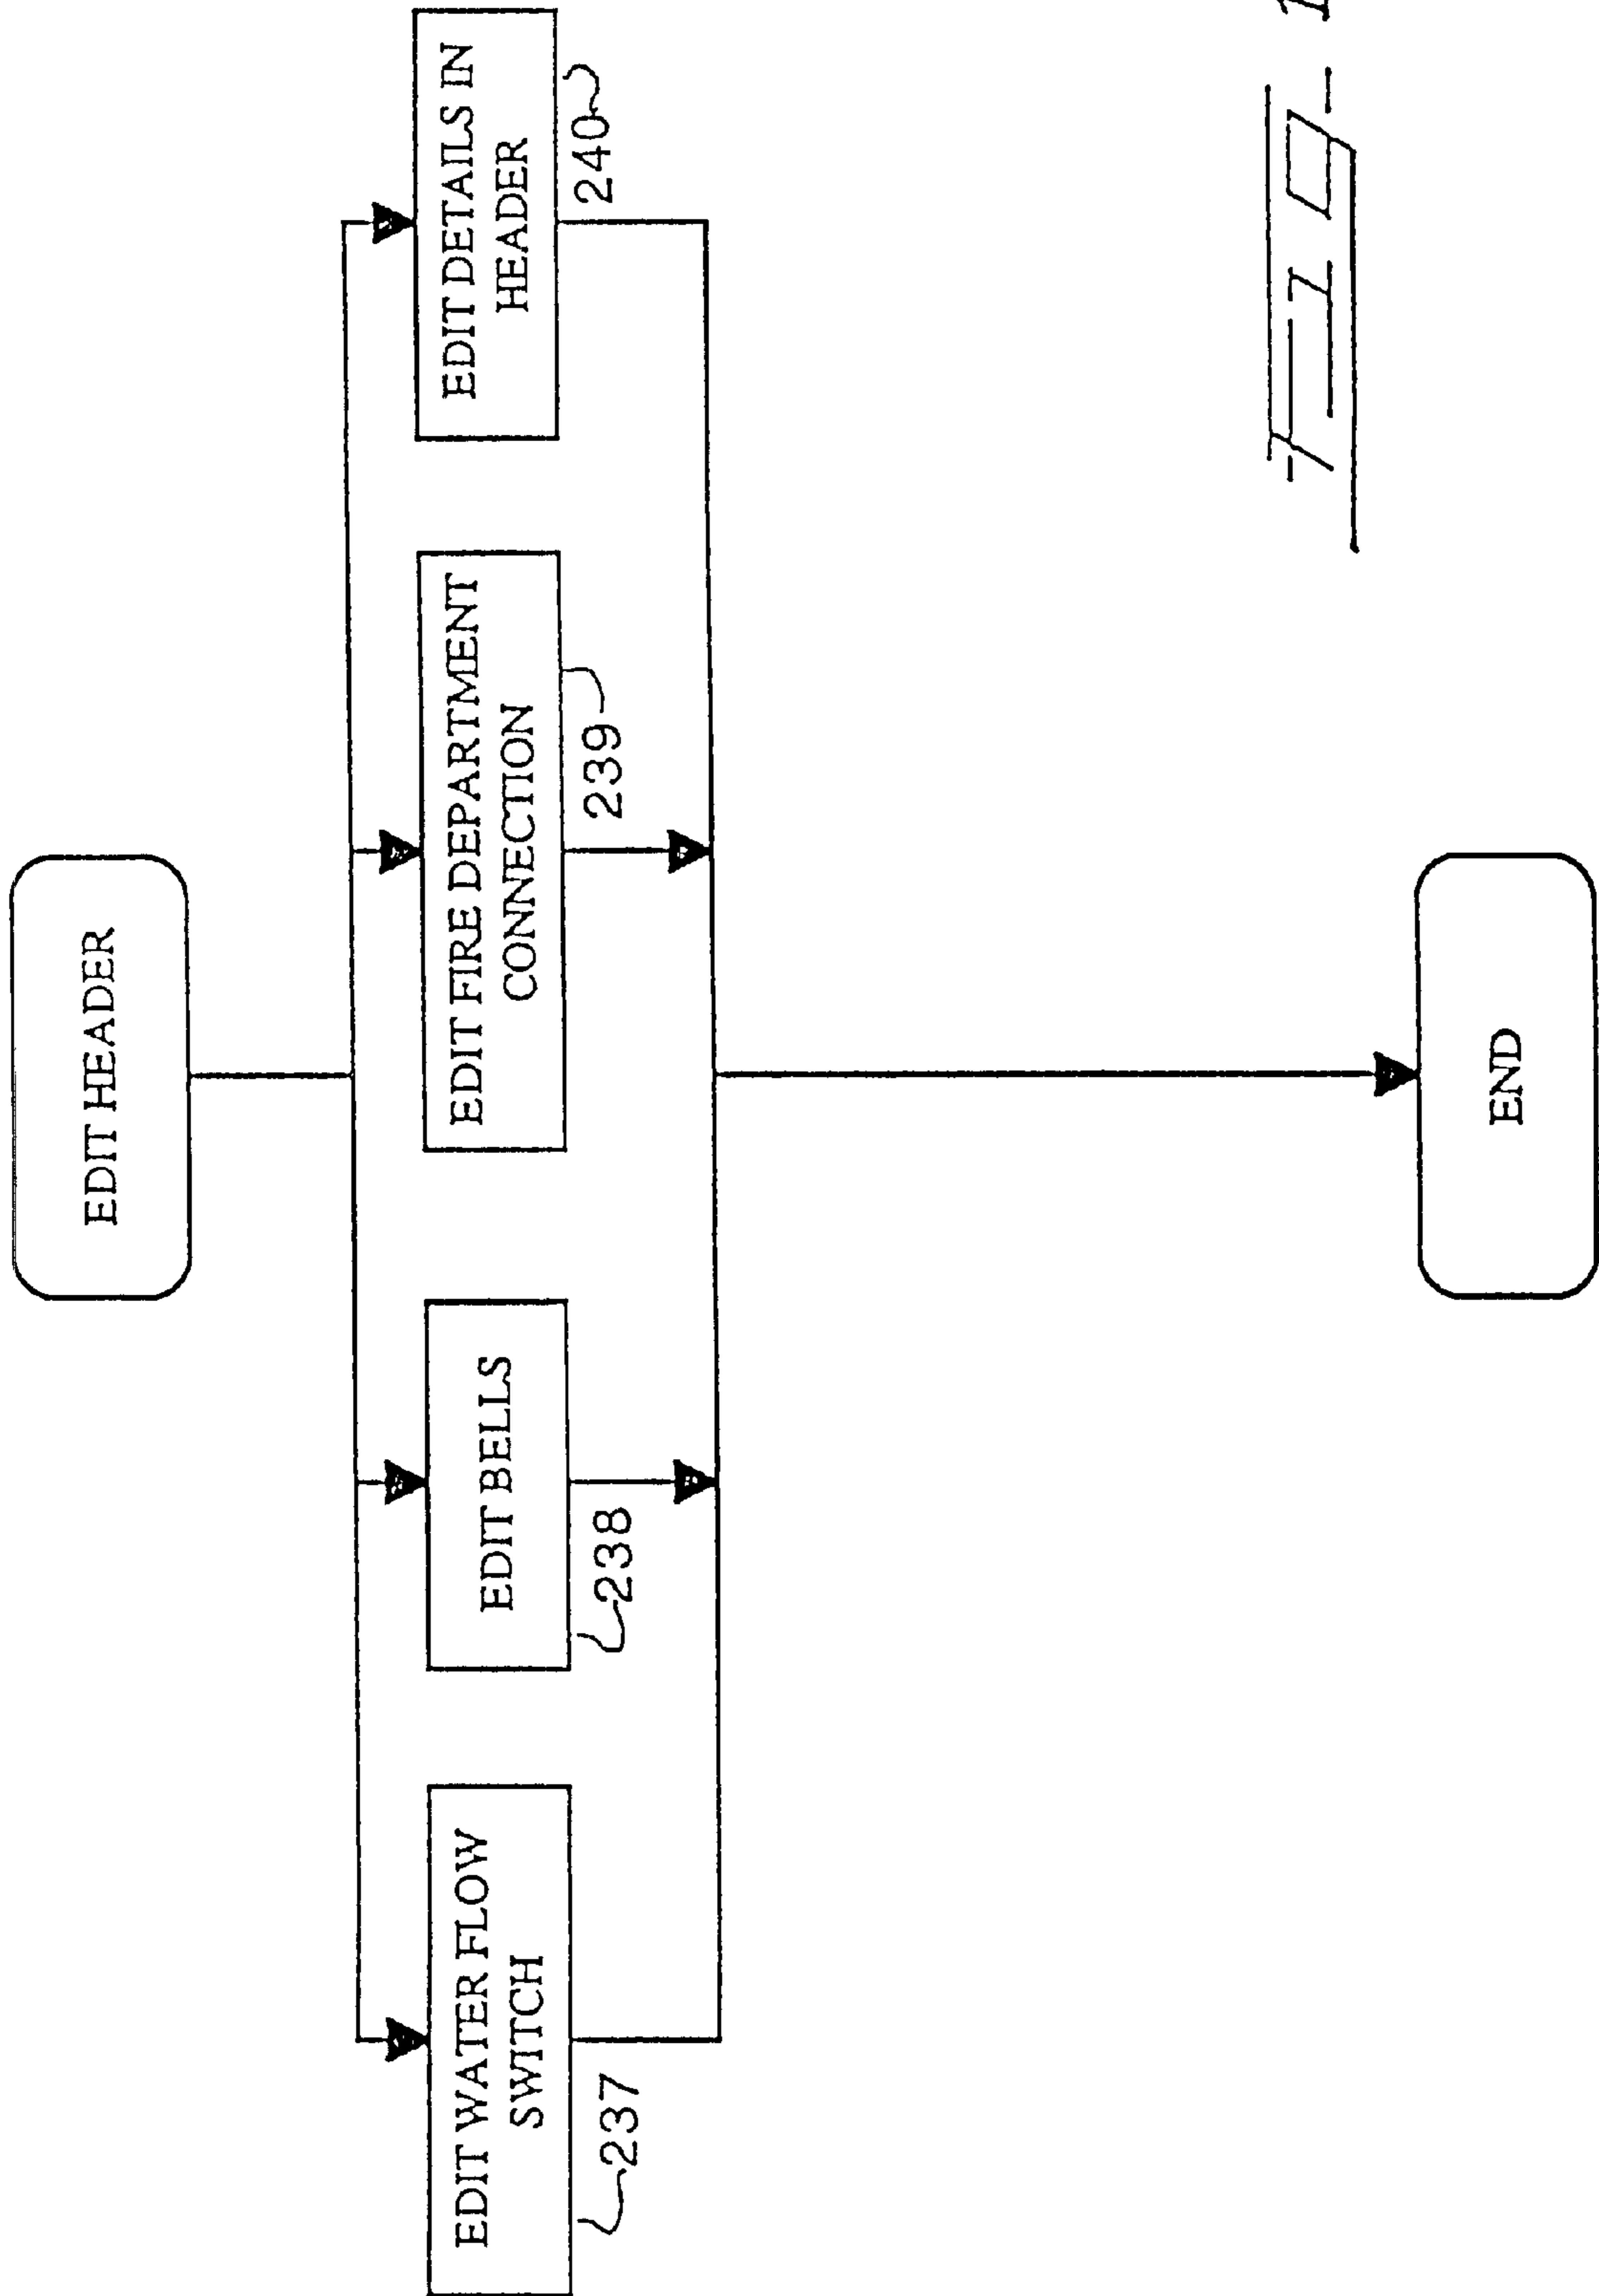 EDIT HEADER
EDIT WATER FLOW
SWITCH
237
EDIT BELLS
238
EDIT FIRE DEPARTMENT
CONNECTION
239
EDIT DETAILS IN
HEADER
240
END